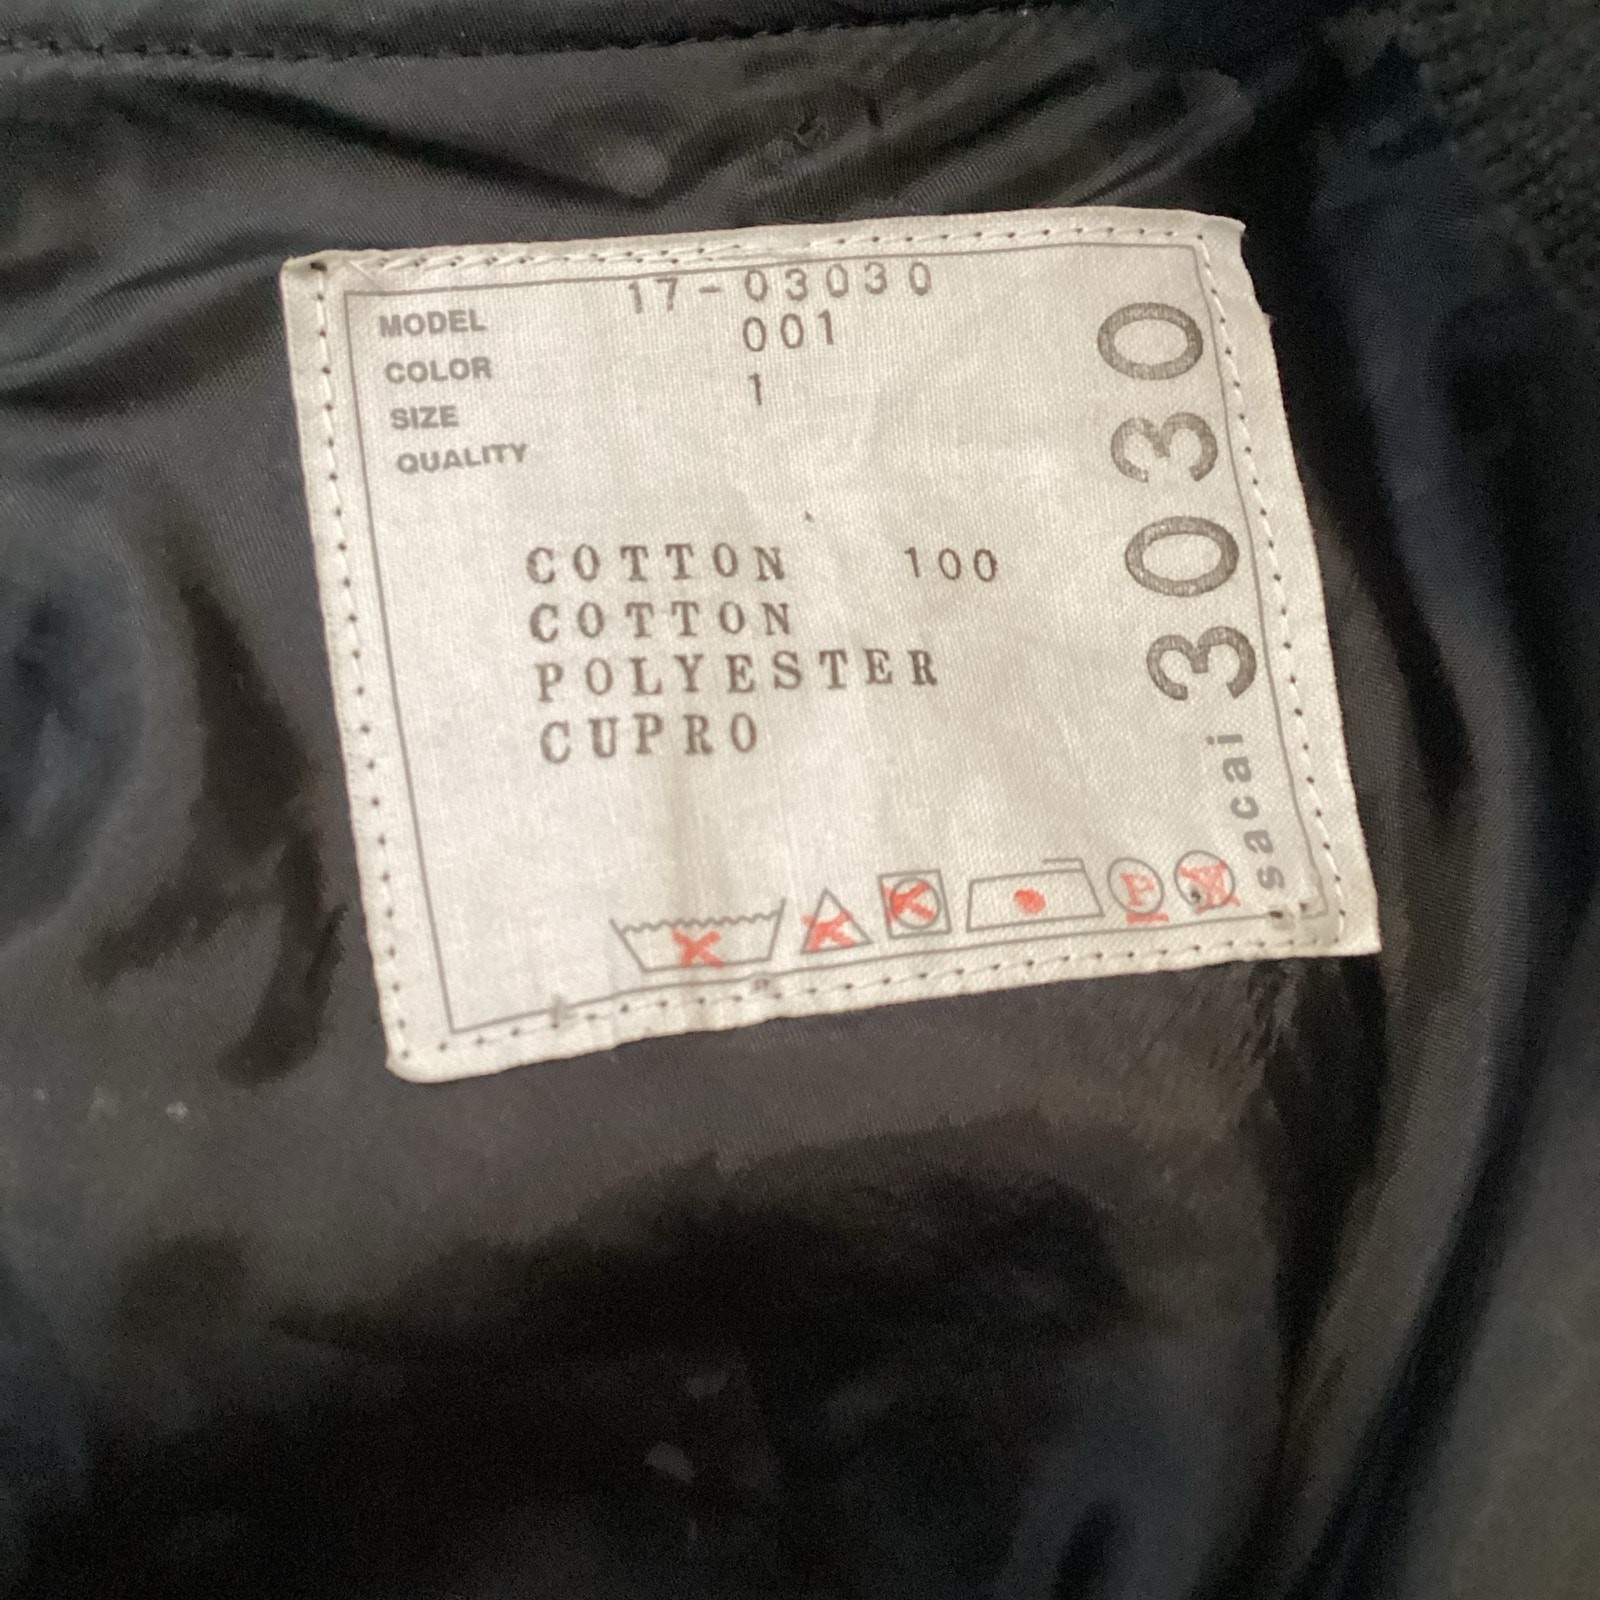 MODEL 17-03030
COLOR 001
SIZE 1
QUALITY
COTTON 100
COTTON
POLYESTER
CUPRO
P
W
sacai 3030